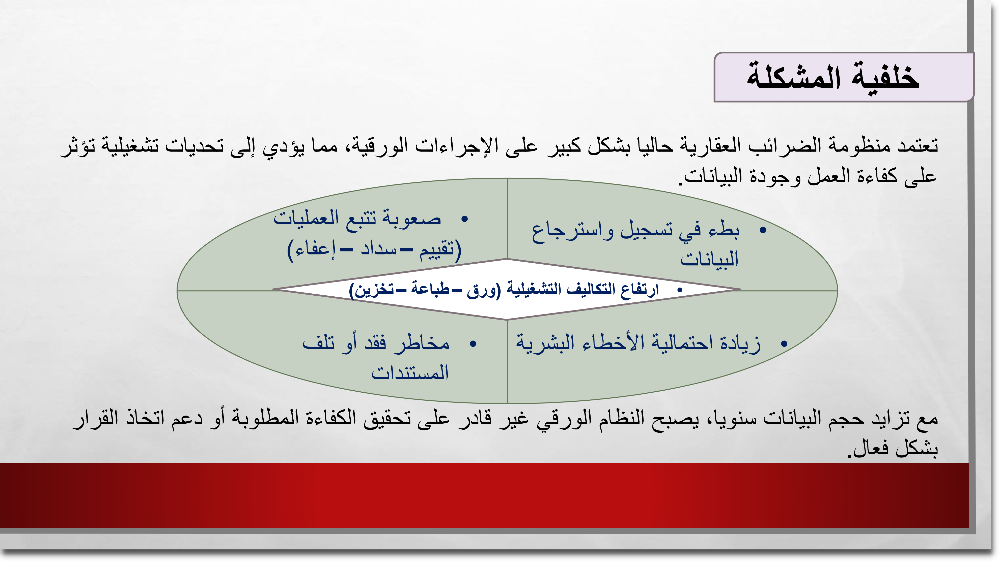 خلفية المشكلة
تعتمد منظومة الضرائب العقارية حاليا بشكل كبير على الإجراءات الورقية، مما يؤدي إلى تحديات تشغيلية تؤثر
على كفاءة العمل وجودة البيانات.
• بطء في تسجيل واسترجاع
البيانات
• صعوبة تتبع العمليات
(تقييم – سداد – إعفاء)
• ارتفاع التكاليف التشغيلية (ورق – طباعة – تخزين)
• زيادة احتمالية الأخطاء البشرية
• مخاطر فقد أو تلف
المستندات
مع تزايد حجم البيانات سنويا، يصبح النظام الورقي غير قادر على تحقيق الكفاءة المطلوبة أو دعم اتخاذ القرار
بشكل فعال.